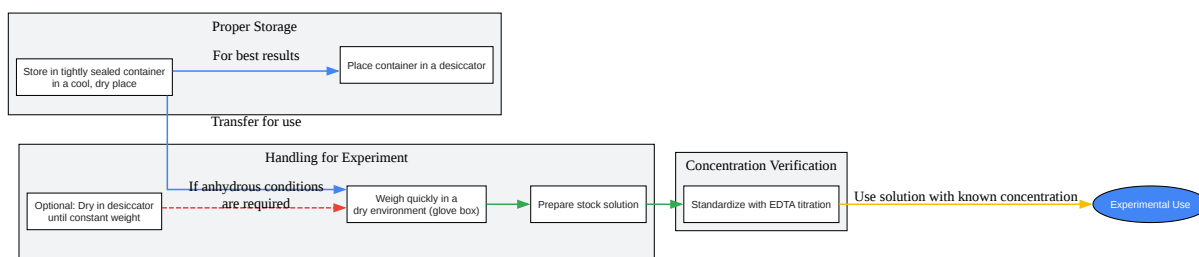 Proper Storage
For best results
Store in tightly sealed container
in a cool, dry place
Place container in a desiccator
Transfer for use
Handling for Experiment
If anhydrous conditions
are required
Optional: Dry in desiccator
until constant weight
Weigh quickly in a
dry environment (glove box)
Prepare stock solution
Concentration Verification
Standardize with EDTA titration
Use solution with known concentration
Experimental Use